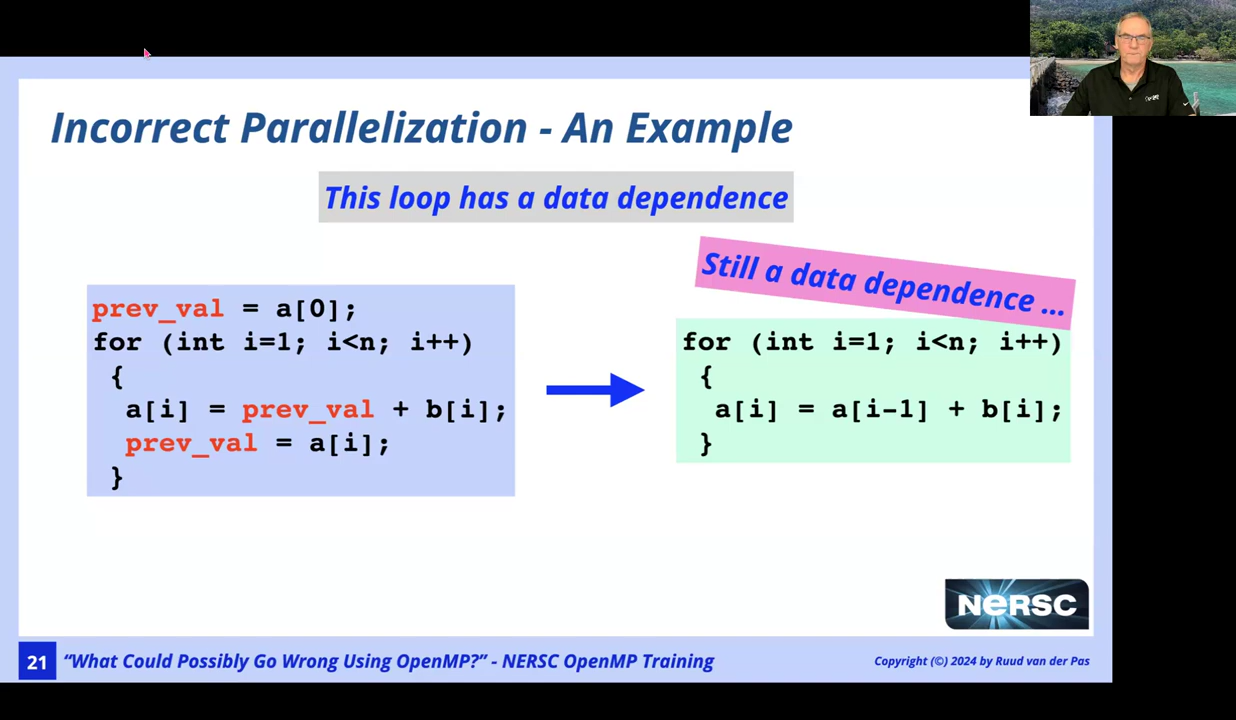 Incorrect Parallelization - An Example
This loop has a data dependence
Still a data dependence ...
prev_val = a[0];
for (int i=1; i<n; i++)
{
a[i] = prev_val + b[i];
prev_val = a[i];
}
for (int i=1; i<n; i++)
{
a[i] = a[i-1] + b[i];
}
NERSC
21
“What Could Possibly Go Wrong Using OpenMP?” - NERSC OpenMP Training
Copyright (©) 2024 by Ruud van der Pas